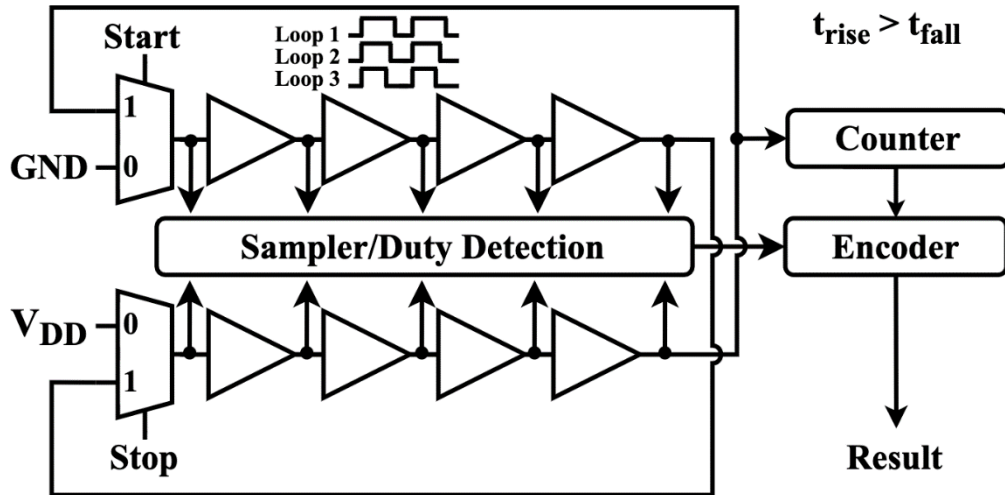 Start
Loop 1
Loop 2
Loop 3
t_rise > t_fall
1
GND
0
Counter
Sampler/Duty Detection
Encoder
V_DD
0
1
Stop
Result